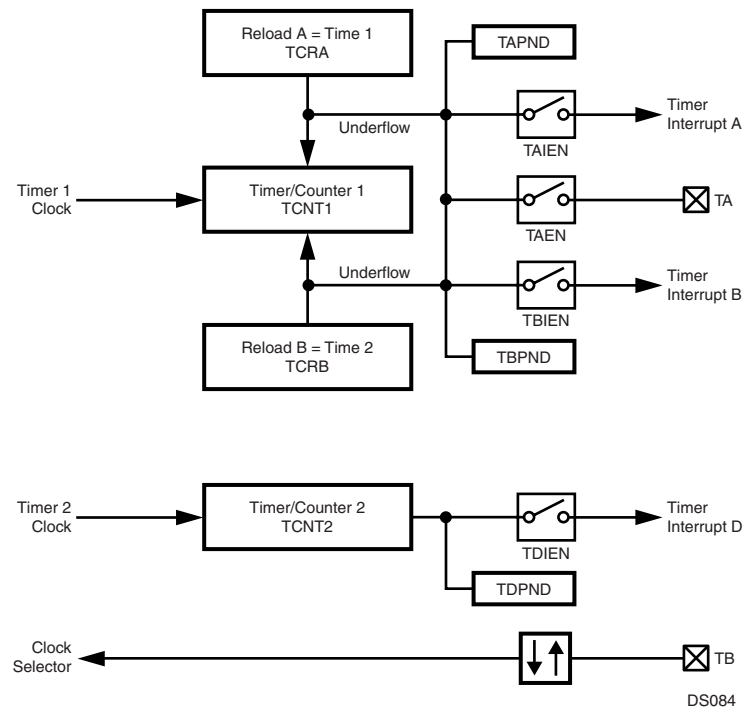 Reload A = Time 1
TCRA
TAPND
Underflow
Timer
Interrupt A
TAIEN
Timer 1
Clock
Timer/Counter 1
TCNT1
TA
TAEN
Underflow
Timer
Interrupt B
TBIEN
Reload B = Time 2
TCRB
TBPND
Timer 2
Clock
Timer/Counter 2
TCNT2
Timer
Interrupt D
TDIEN
TDPND
Clock
Selector
TB
DS084